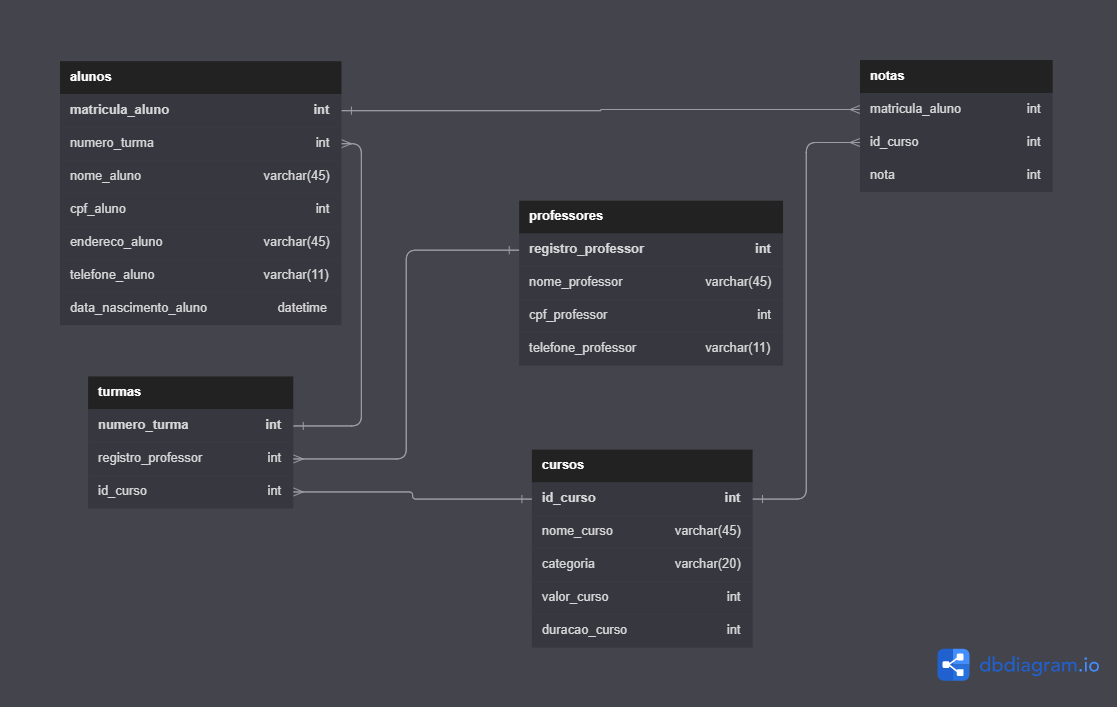 alunos
matricula_aluno int
numero_turma int
nome_aluno varchar(45)
cpf_aluno int
endereco_aluno varchar(45)
telefone_aluno varchar(11)
data_nascimento_aluno datetime
notas
matricula_aluno int
id_curso int
nota int
professores
registro_professor int
nome_professor varchar(45)
cpf_professor int
telefone_professor varchar(11)
turmas
numero_turma int
registro_professor int
id_curso int
cursos
id_curso int
nome_curso varchar(45)
categoria varchar(20)
valor_curso int
duracao_curso int
dbdiagram.io